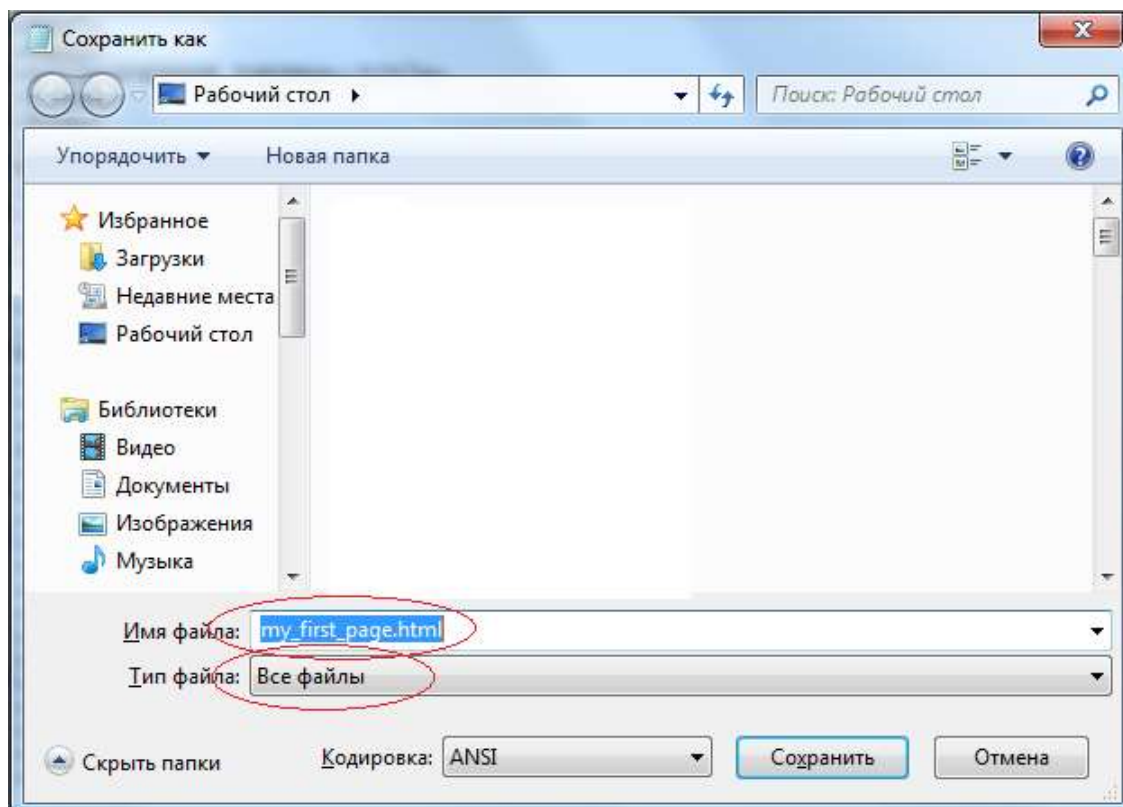 Сохранить как
Рабочий стол
Поиск: Рабочий стол
Упорядочить
Новая папка
Избранное
Загрузки
Недавние места
Рабочий стол
Библиотеки
Видео
Документы
Изображения
Музыка
Имя файла: my_first_page.html
Тип файла: Все файлы
Скрыть папки
Кодировка: ANSI
Сохранить
Отмена